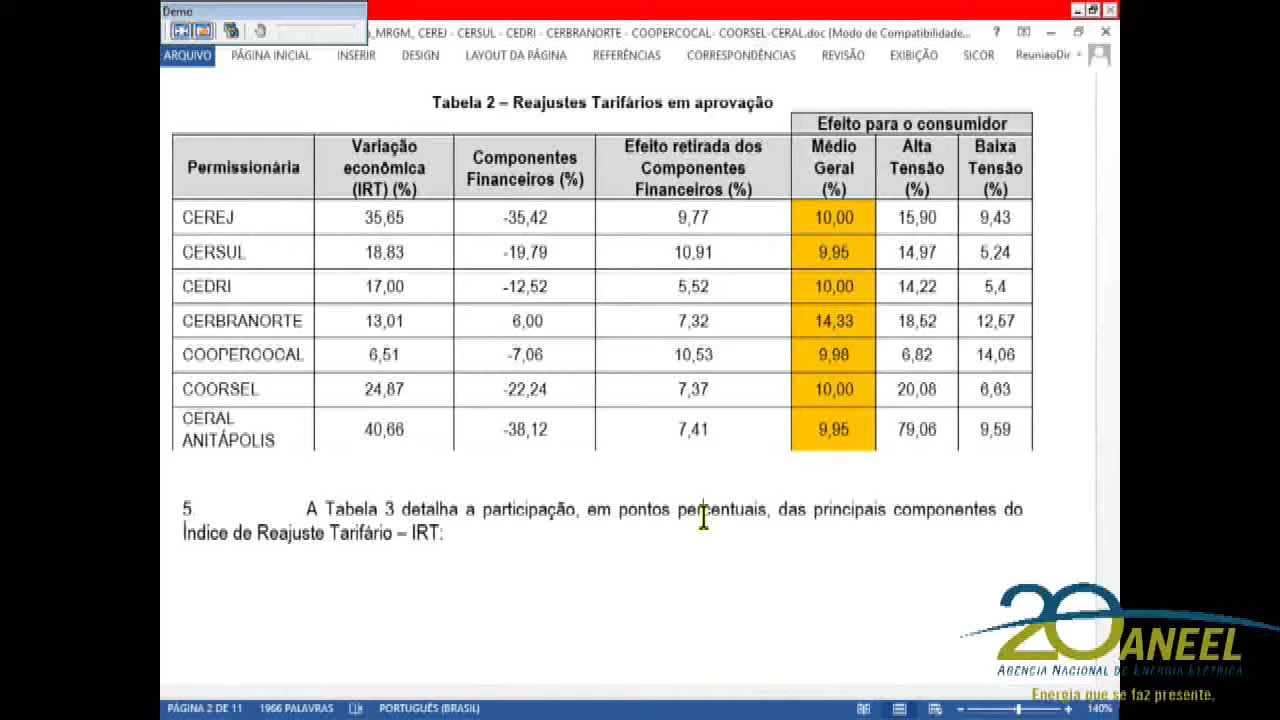 Demo
_MRGM, CEREJ - CERSUL - CEDRI - CERBRANORTE - COOPERCOCAL- COORSEL-CERAL.doc [Modo de Compatibilidade...
ARQUIVO PÁGINA INICIAL INSERIR DESIGN LAYOUT DA PÁGINA REFERÊNCIAS CORRESPONDÊNCIAS REVISÃO EXIBIÇÃO SICOR ReuniaoDir
Tabela 2 – Reajustes Tarifários em aprovação
Efeito para o consumidor
Permissionária Variação econômica (IRT) (%) Componentes Financeiros (%) Efeito retirada dos Componentes Financeiros (%) Médio Geral (%) Alta Tensão (%) Baixa Tensão (%)
CEREJ 35,65 -35,42 9,77 10,00 15,90 9,43
CERSUL 18,83 -19,79 10,91 9,95 14,97 5,24
CEDRI 17,00 -12,52 5,52 10,00 14,22 5,4
CERBRANORTE 13,01 6,00 7,32 14,33 18,52 12,57
COOPERCOCAL 6,51 -7,06 10,53 9,98 6,82 14,06
COORSEL 24,87 -22,24 7,37 10,00 20,08 6,63
CERAL ANITÁPOLIS 40,66 -38,12 7,41 9,95 79,06 9,59
5. A Tabela 3 detalha a participação, em pontos percentuais, das principais componentes do
Índice de Reajuste Tarifário – IRT:
20 ANEEL
AGÊNCIA NACIONAL DE ENERGIA ELÉTRICA
Energia que se faz presente.
PÁGINA 2 DE 11 1966 PALAVRAS PORTUGUÊS (BRASIL) 140%